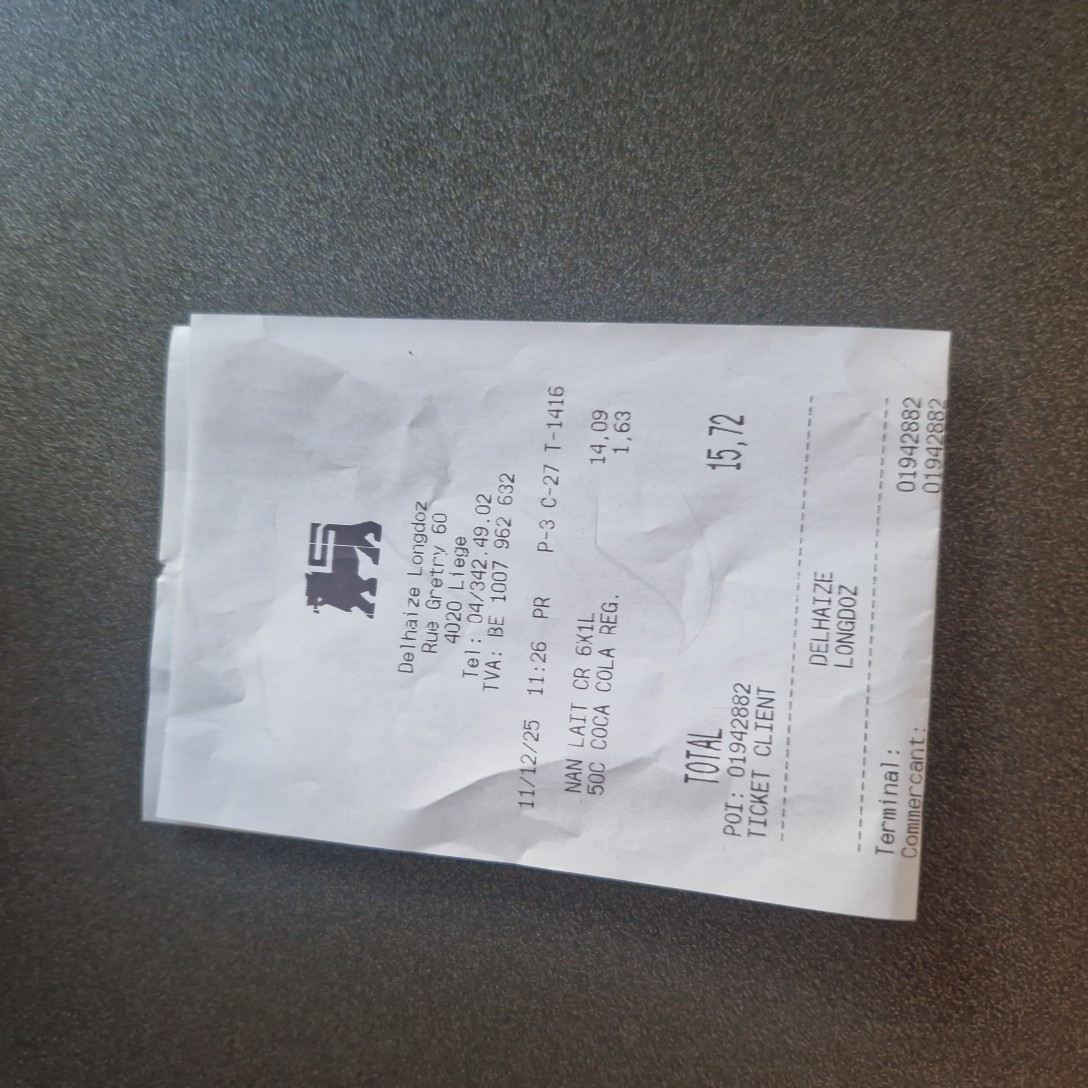 Delhaize Longdoz
Rue Gretry 60
4020 Liege
Tel: 04/342.49.02
TVA: BE 1007 962 632
11/12/25 11:26 PR P-3 C-27 T-1416
NAN LAIT CR 6X1L 14,09
50C COCA COLA REG. 1,63
TOTAL 15,72
POI: 01942882
TICKET CLIENT
DELHAIZE
LONGDOZ
Terminal: 01942882
Commercant: 01942882